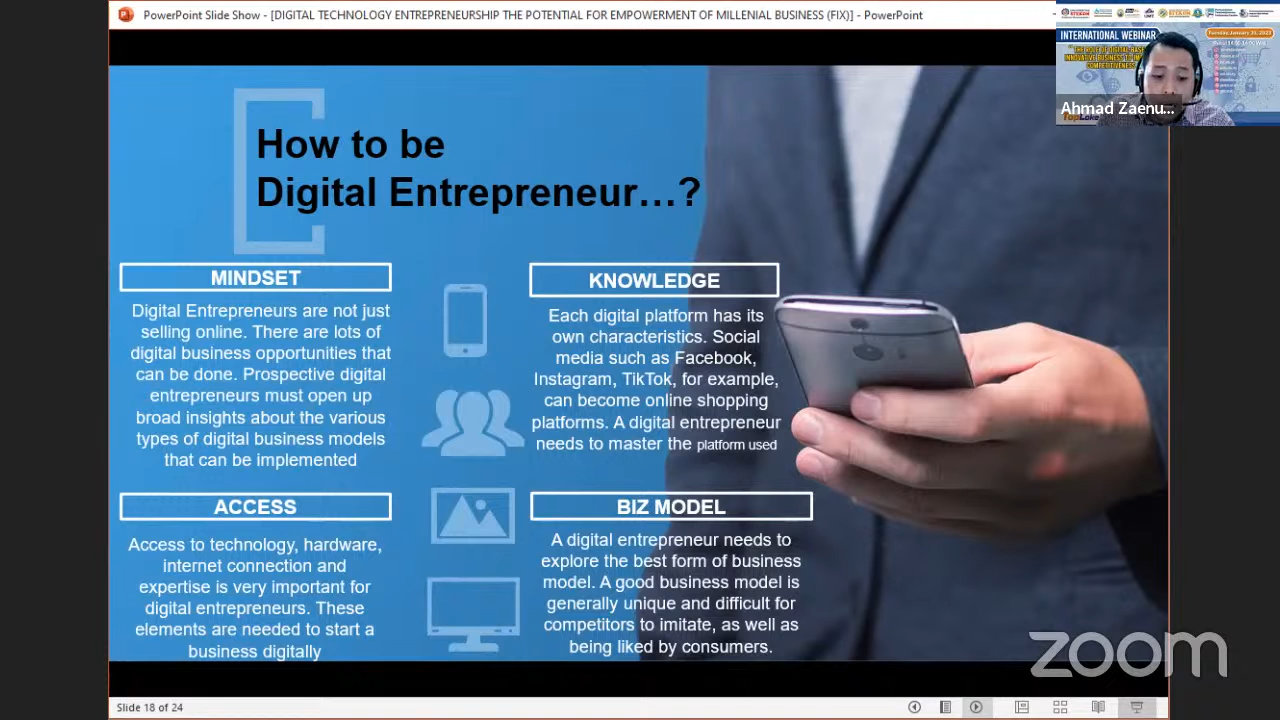 PowerPoint Slide Show - [DIGITAL TECHNOLOGY ENTREPRENEURSHIP THE POTENTIAL FOR EMPOWERMENT OF MILLENIAL BUSINESS (FIX)] - PowerPoint
INTERNATIONAL WEBINAR
Tuesday, January 24, 2023
Ahmad Zaenu...
How to be
Digital Entrepreneur...?
MINDSET
Digital Entrepreneurs are not just
selling online. There are lots of
digital business opportunities that
can be done. Prospective digital
entrepreneurs must open up
broad insights about the various
types of digital business models
that can be implemented
KNOWLEDGE
Each digital platform has its
own characteristics. Social
media such as Facebook,
Instagram, TikTok, for example,
can become online shopping
platforms. A digital entrepreneur
needs to master the platform used
ACCESS
Access to technology, hardware,
internet connection and
expertise is very important for
digital entrepreneurs. These
elements are needed to start a
business digitally
BIZ MODEL
A digital entrepreneur needs to
explore the best form of business
model. A good business model is
generally unique and difficult for
competitors to imitate, as well as
being liked by consumers.
zoom
Slide 18 of 24